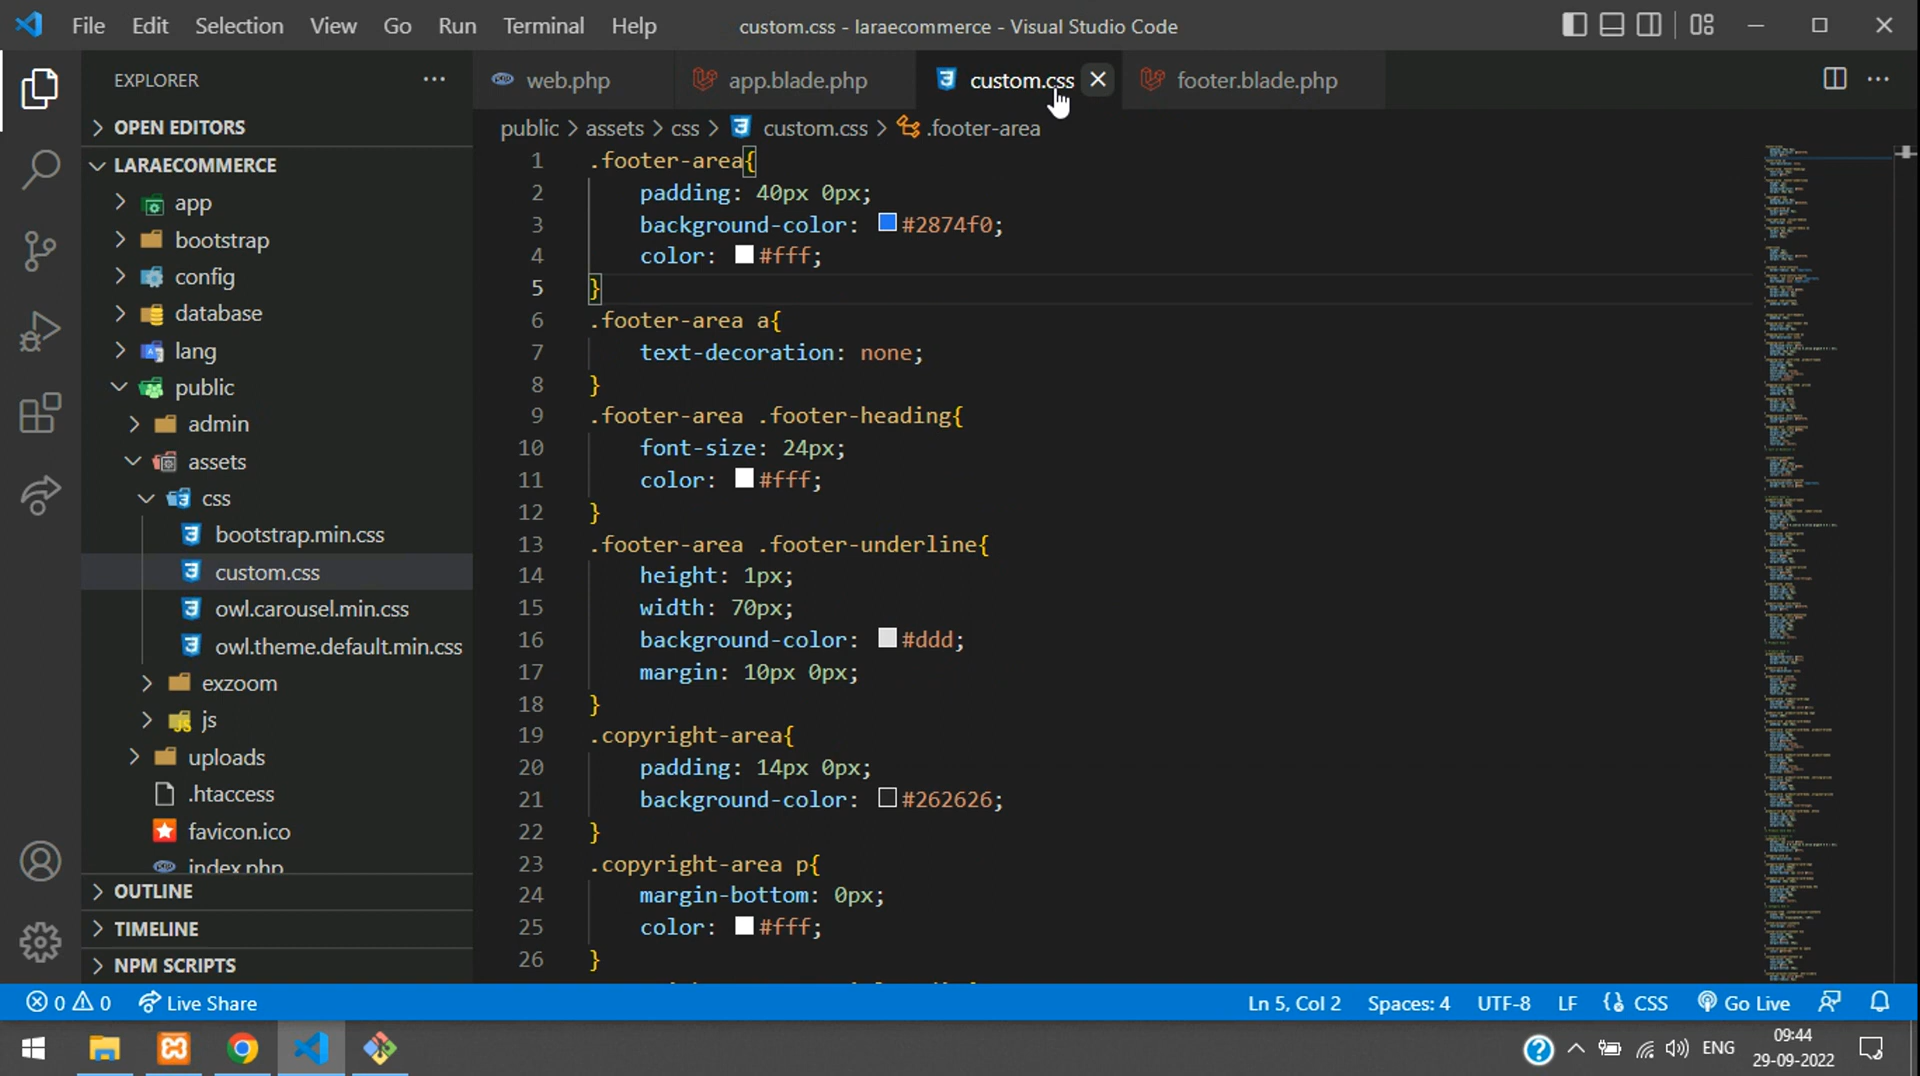 File Edit Selection View Go Run Terminal Help
custom.css - laraecommerce - Visual Studio Code
EXPLORER
web.php
app.blade.php
custom.css
footer.blade.php
OPEN EDITORS
LARAECOMMERCE
app
bootstrap
config
database
lang
public
admin
assets
css
bootstrap.min.css
custom.css
owl.carousel.min.css
owl.theme.default.min.css
exzoom
js
uploads
.htaccess
favicon.ico
index.php
OUTLINE
TIMELINE
NPM SCRIPTS
public > assets > css > custom.css > .footer-area
1 .footer-area{
2 padding: 40px 0px;
3 background-color: #2874f0;
4 color: #fff;
5 }
6 .footer-area a{
7 text-decoration: none;
8 }
9 .footer-area .footer-heading{
10 font-size: 24px;
11 color: #fff;
12 }
13 .footer-area .footer-underline{
14 height: 1px;
15 width: 70px;
16 background-color: #ddd;
17 margin: 10px 0px;
18 }
19 .copyright-area{
20 padding: 14px 0px;
21 background-color: #262626;
22 }
23 .copyright-area p{
24 margin-bottom: 0px;
25 color: #fff;
26 }
0 0 Live Share
Ln 5, Col 2 Spaces: 4 UTF-8 LF CSS Go Live
ENG
09:44
29-09-2022